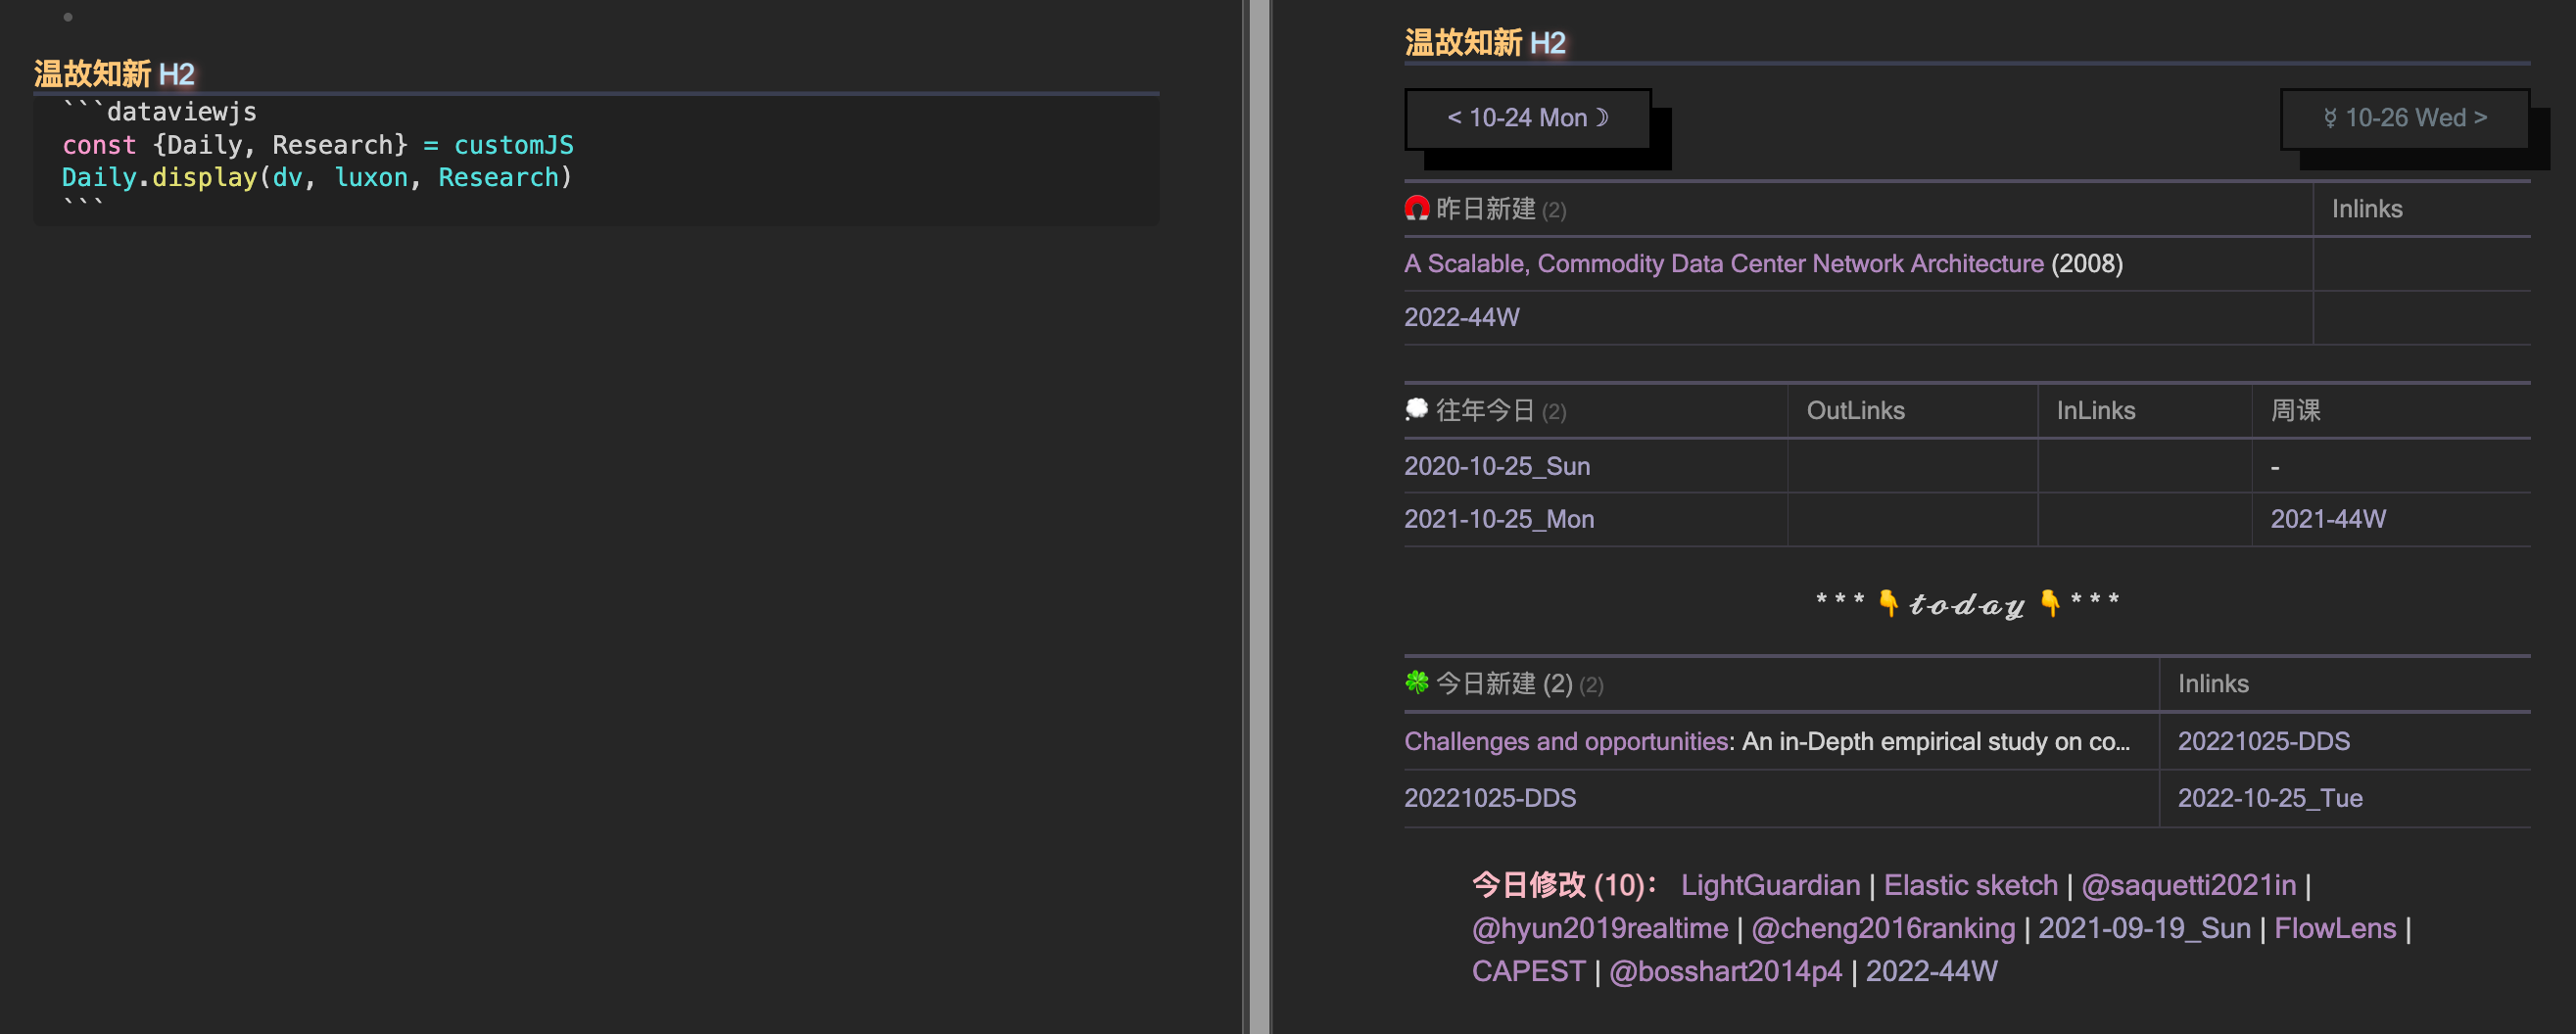 温故知新 H2
```dataviewjs
const {Daily, Research} = customJS
Daily.display(dv, luxon, Research)
```
温故知新 H2
< 10-24 Mon☽
☿ 10-26 Wed >
🧲 昨日新建 (2) Inlinks
A Scalable, Commodity Data Center Network Architecture (2008)
2022-44W
💭 往年今日 (2) OutLinks InLinks 周课
2020-10-25_Sun -
2021-10-25_Mon 2021-44W
* * * 👇 𝓽𝓸𝓭𝓪𝔂 👇 * * *
🍀 今日新建 (2) (2) Inlinks
Challenges and opportunities: An in-Depth empirical study on co... 20221025-DDS
20221025-DDS 2022-10-25_Tue
今日修改 (10)： LightGuardian | Elastic sketch | @saquetti2021in |
@hyun2019realtime | @cheng2016ranking | 2021-09-19_Sun | FlowLens |
CAPEST | @bosshart2014p4 | 2022-44W